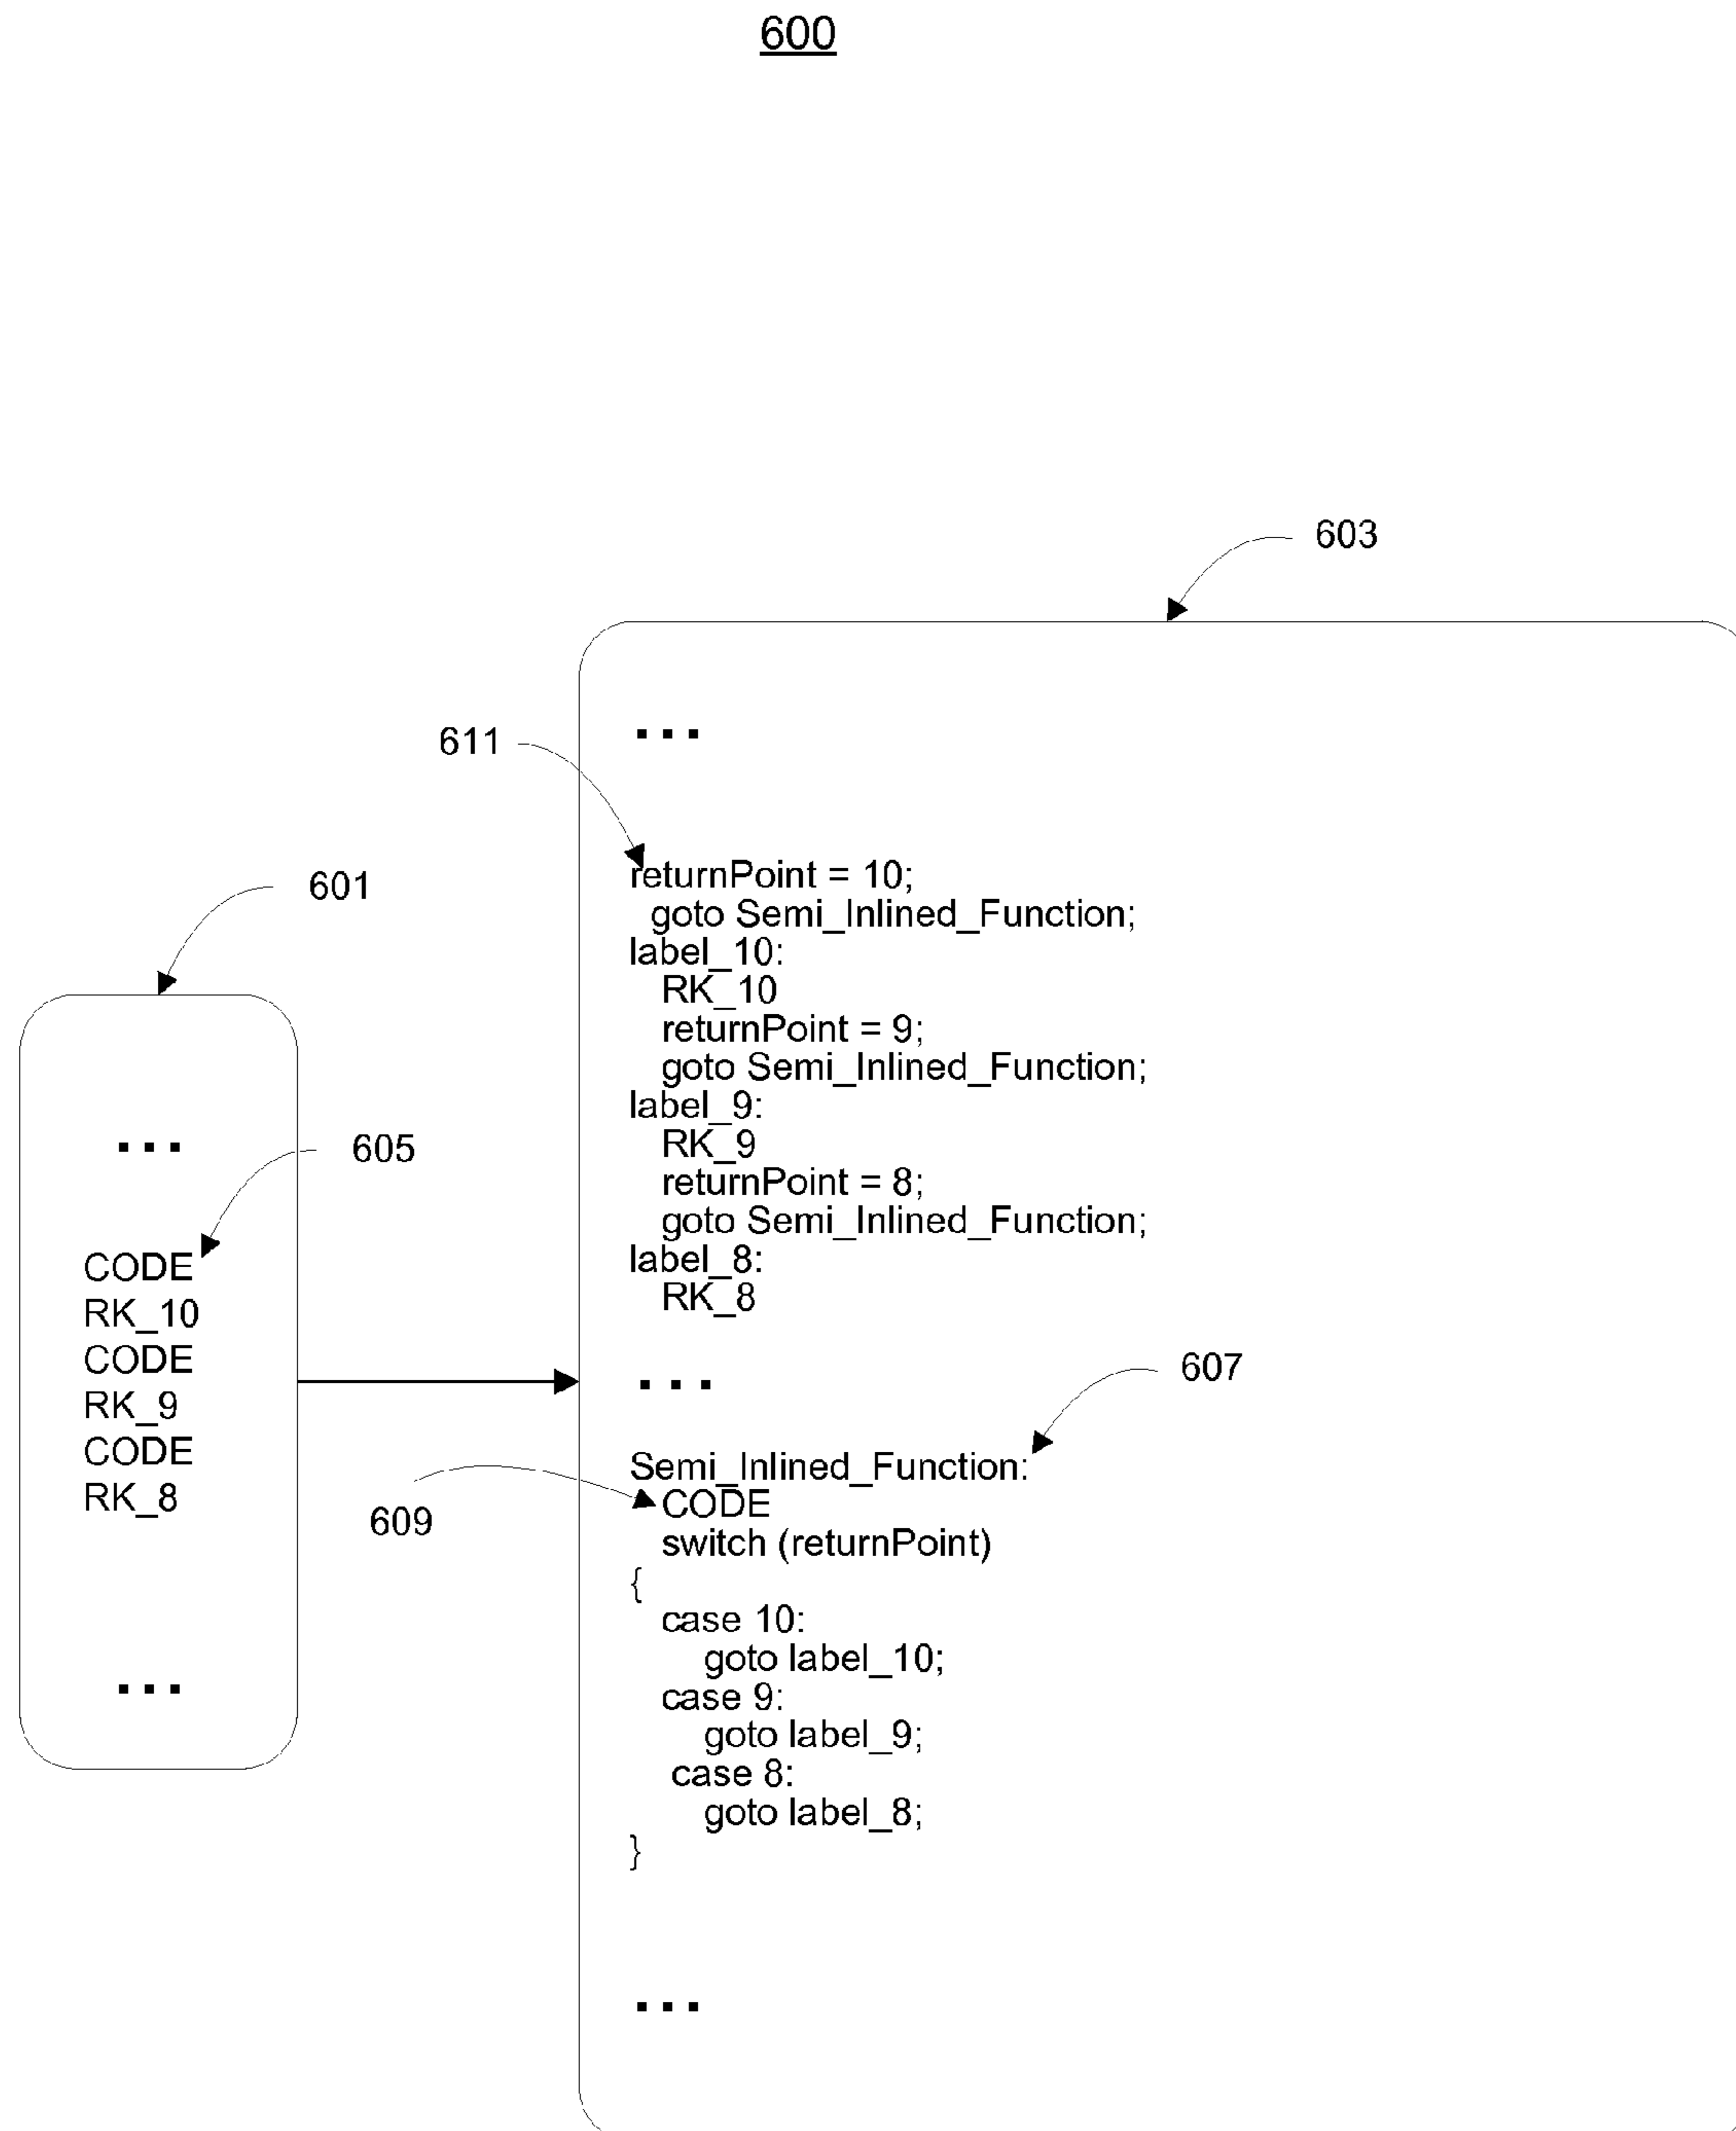 600
603
611
...
returnPoint = 10;
goto Semi_Inlined_Function;
label_10:
RK_10
returnPoint = 9;
goto Semi_Inlined_Function;
label_9:
RK_9
returnPoint = 8;
goto Semi_Inlined_Function;
label_8:
RK_8
...
607
Semi_Inlined_Function:
609
CODE
switch (returnPoint)
{
case 10:
goto label_10;
case 9:
goto label_9;
case 8:
goto label_8;
}
...
601
...
605
CODE
RK_10
CODE
RK_9
CODE
RK_8
...